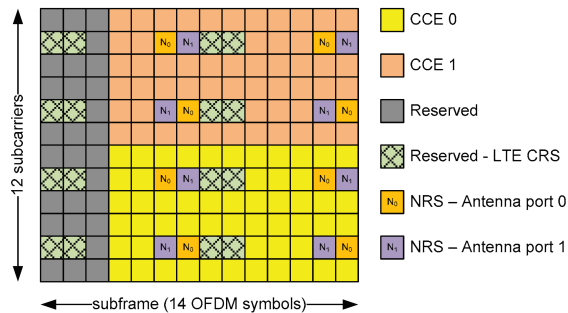 CCE 0
N₀ N₁ N₀ N₁
CCE 1
N₁ N₀ N₁ N₀
Reserved
12 subcarriers
Reserved - LTE CRS
N₀ N₁ N₀ N₁
N₀ NRS – Antenna port 0
N₁ N₀ N₁ N₀
N₁ NRS – Antenna port 1
subframe (14 OFDM symbols)